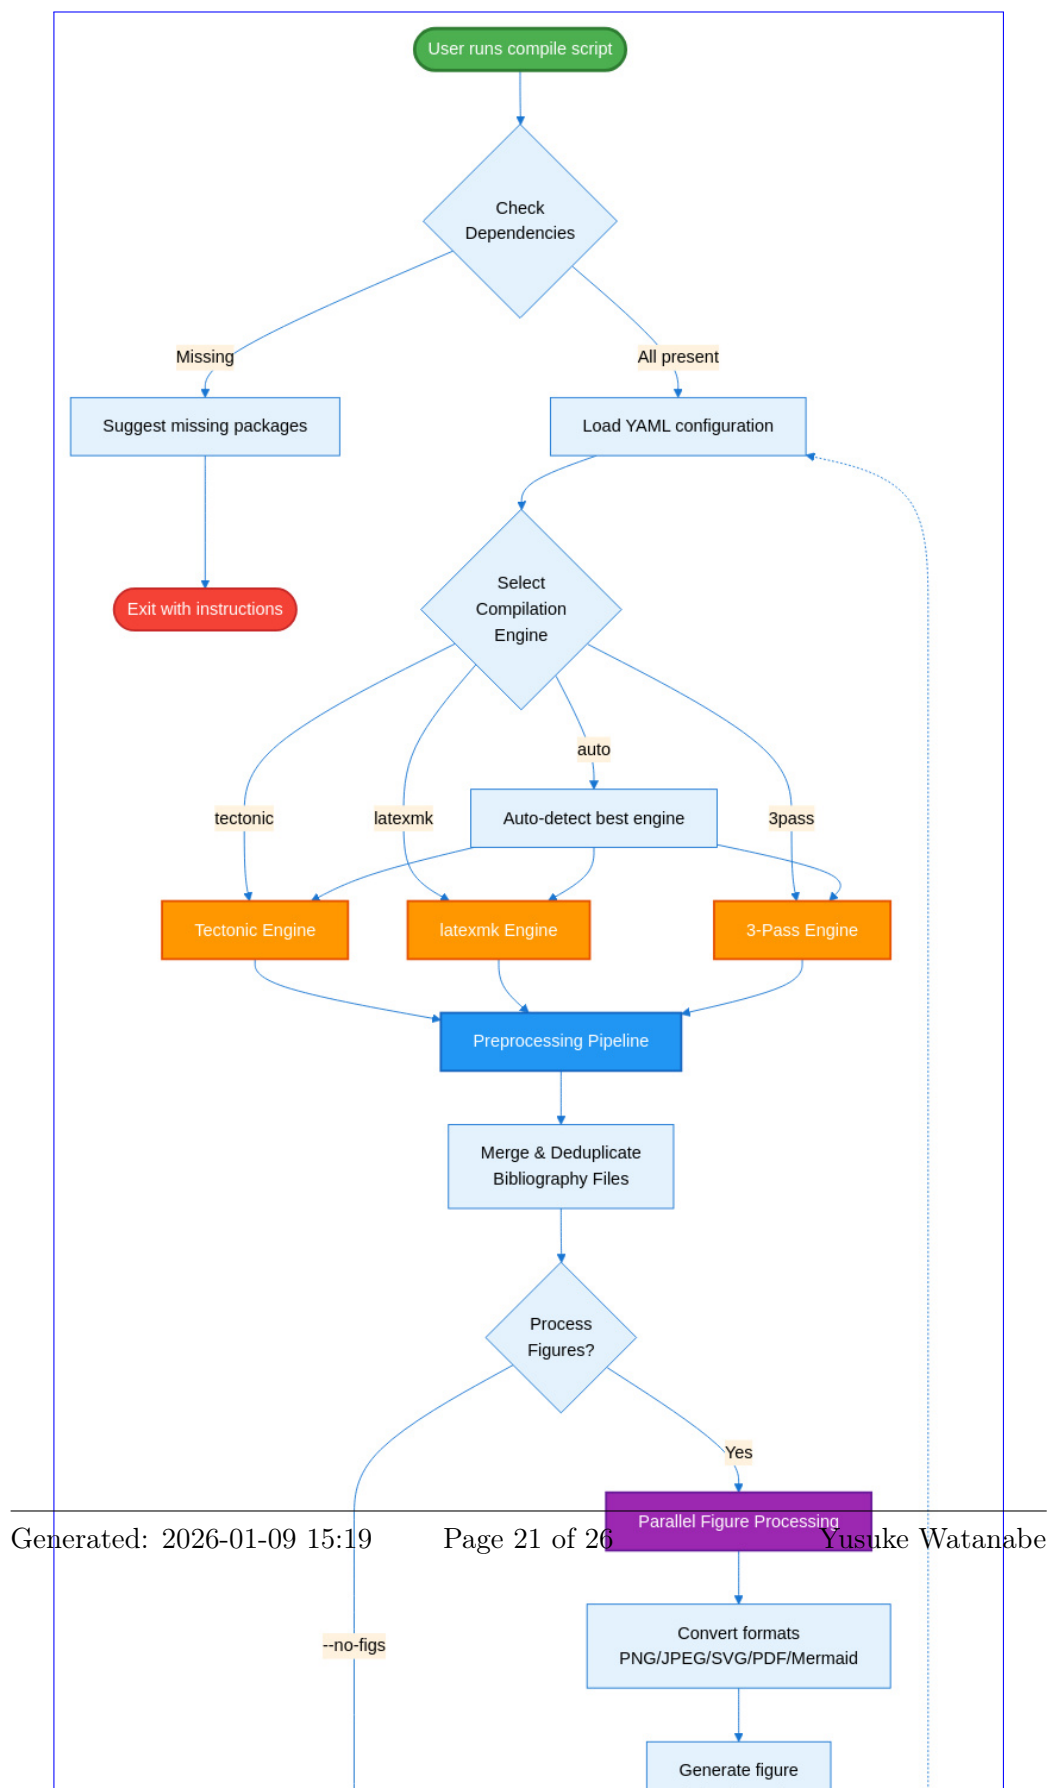 User runs compile script
Check
Dependencies
Missing
All present
Suggest missing packages
Load YAML configuration
Select
Compilation
Engine
Exit with instructions
auto
tectonic
latexmk
Auto-detect best engine
3pass
Tectonic Engine
latexmk Engine
3-Pass Engine
Preprocessing Pipeline
Merge & Deduplicate
Bibliography Files
Process
Figures?
Yes
Parallel Figure Processing
Generated: 2026-01-09 15:19
Page 21 of 26
Yusuke Watanabe
Convert formats
PNG/JPEG/SVG/PDF/Mermaid
--no-figs
Generate figure